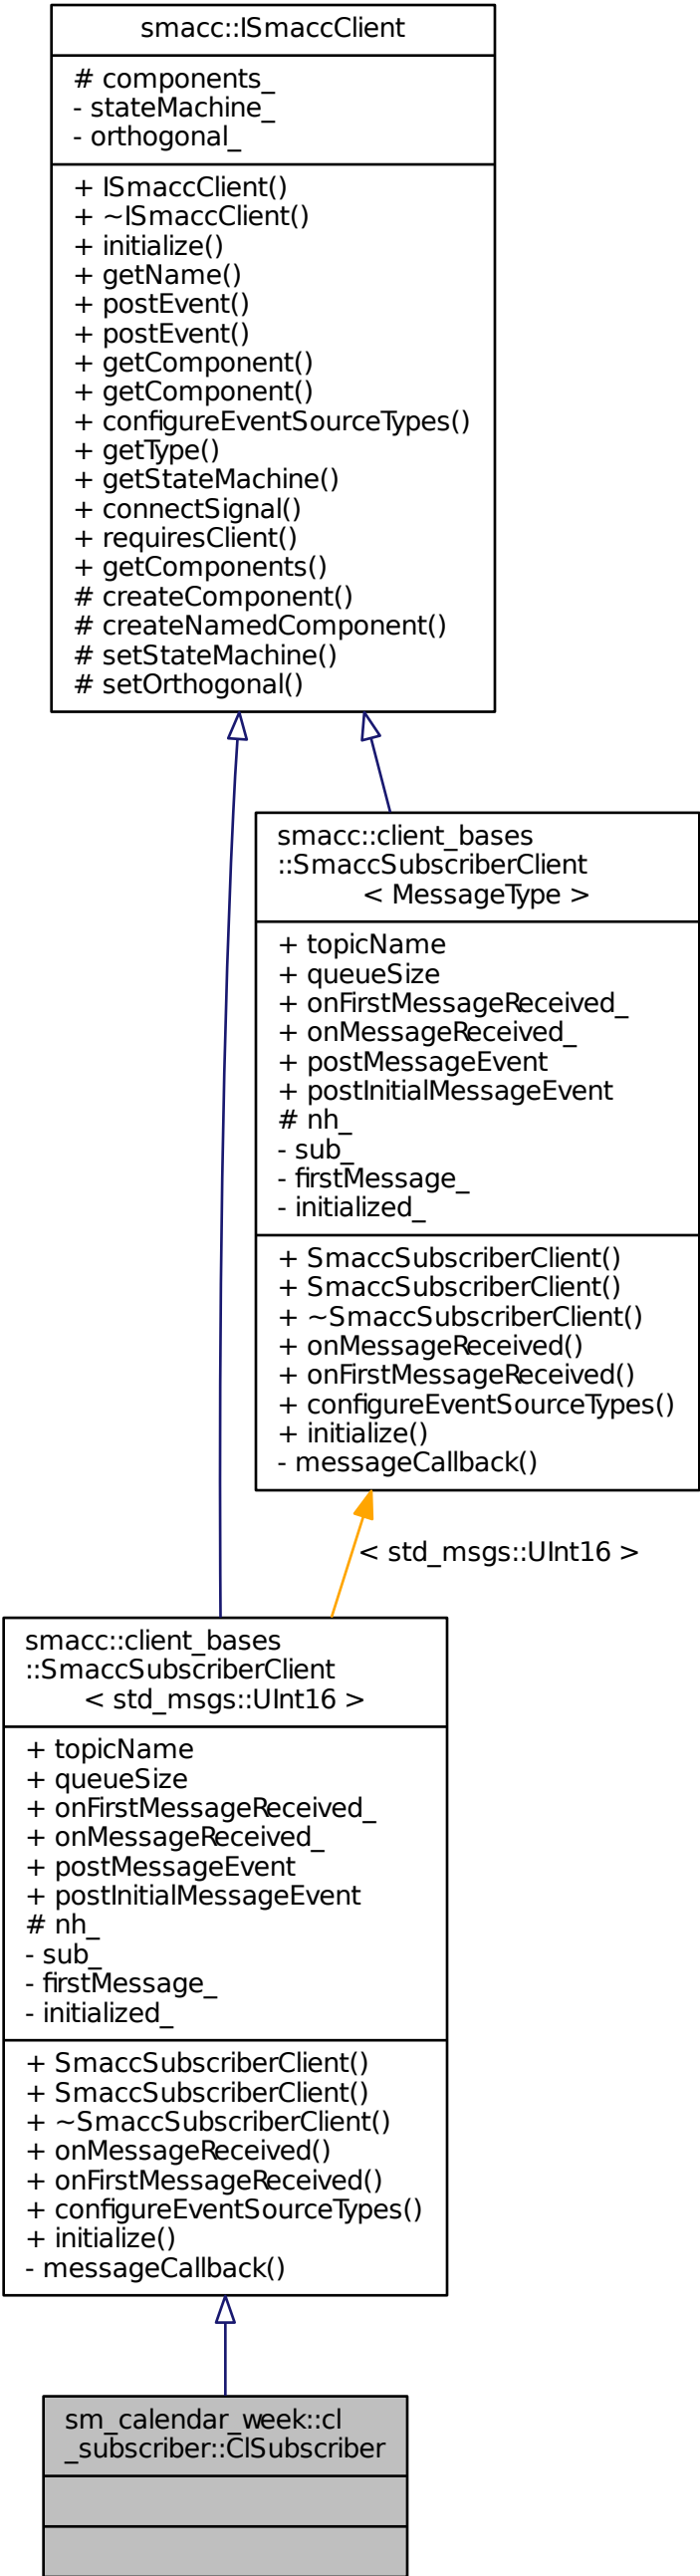 smacc::ISmaccClient
# components_
- stateMachine_
- orthogonal_
+ ISmaccClient()
+ ~ISmaccClient()
+ initialize()
+ getName()
+ postEvent()
+ postEvent()
+ getComponent()
+ getComponent()
+ configureEventSourceTypes()
+ getType()
+ getStateMachine()
+ connectSignal()
+ requiresClient()
+ getComponents()
# createComponent()
# createNamedComponent()
# setStateMachine()
# setOrthogonal()
smacc::client_bases
::SmaccSubscriberClient
< MessageType >
+ topicName
+ queueSize
+ onFirstMessageReceived_
+ onMessageReceived_
+ postMessageEvent
+ postInitialMessageEvent
# nh_
- sub_
- firstMessage_
- initialized_
+ SmaccSubscriberClient()
+ SmaccSubscriberClient()
+ ~SmaccSubscriberClient()
+ onMessageReceived()
+ onFirstMessageReceived()
+ configureEventSourceTypes()
+ initialize()
- messageCallback()
< std_msgs::UInt16 >
smacc::client_bases
::SmaccSubscriberClient
< std_msgs::UInt16 >
+ topicName
+ queueSize
+ onFirstMessageReceived_
+ onMessageReceived_
+ postMessageEvent
+ postInitialMessageEvent
# nh_
- sub_
- firstMessage_
- initialized_
+ SmaccSubscriberClient()
+ SmaccSubscriberClient()
+ ~SmaccSubscriberClient()
+ onMessageReceived()
+ onFirstMessageReceived()
+ configureEventSourceTypes()
+ initialize()
- messageCallback()
sm_calendar_week::cl
_subscriber::ClSubscriber